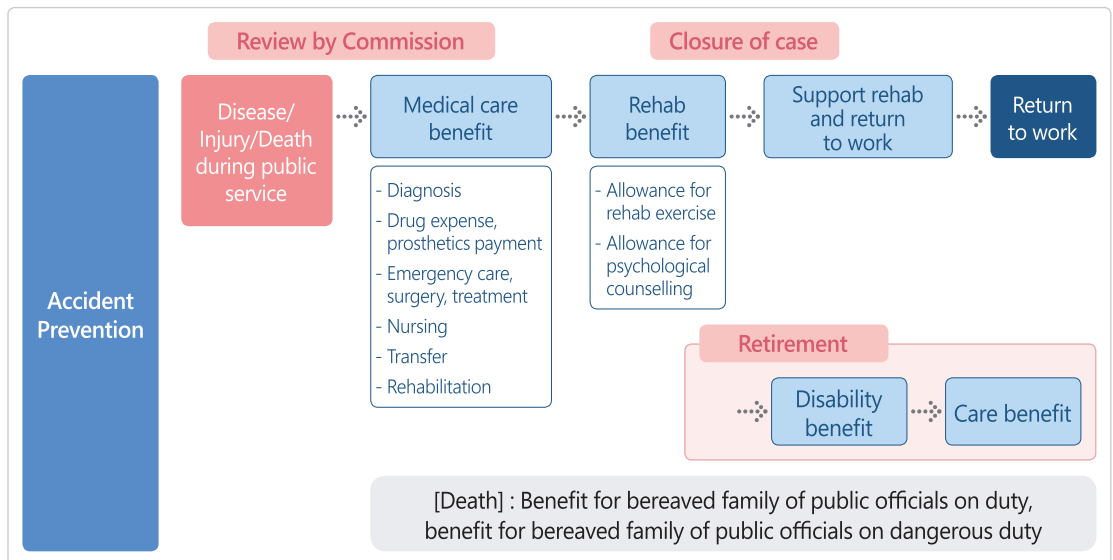 Review by Commission
Closure of case
Accident
Prevention
Disease/
Injury/Death
during public
service
Medical care
benefit
Rehab
benefit
Support rehab
and return
to work
Return
to work
- Diagnosis
- Drug expense,
prosthetics payment
- Emergency care,
surgery, treatment
- Nursing
- Transfer
- Rehabilitation
- Allowance for
rehab exercise
- Allowance for
psychological
counselling
Retirement
Disability
benefit
Care benefit
[Death] : Benefit for bereaved family of public officials on duty,
benefit for bereaved family of public officials on dangerous duty